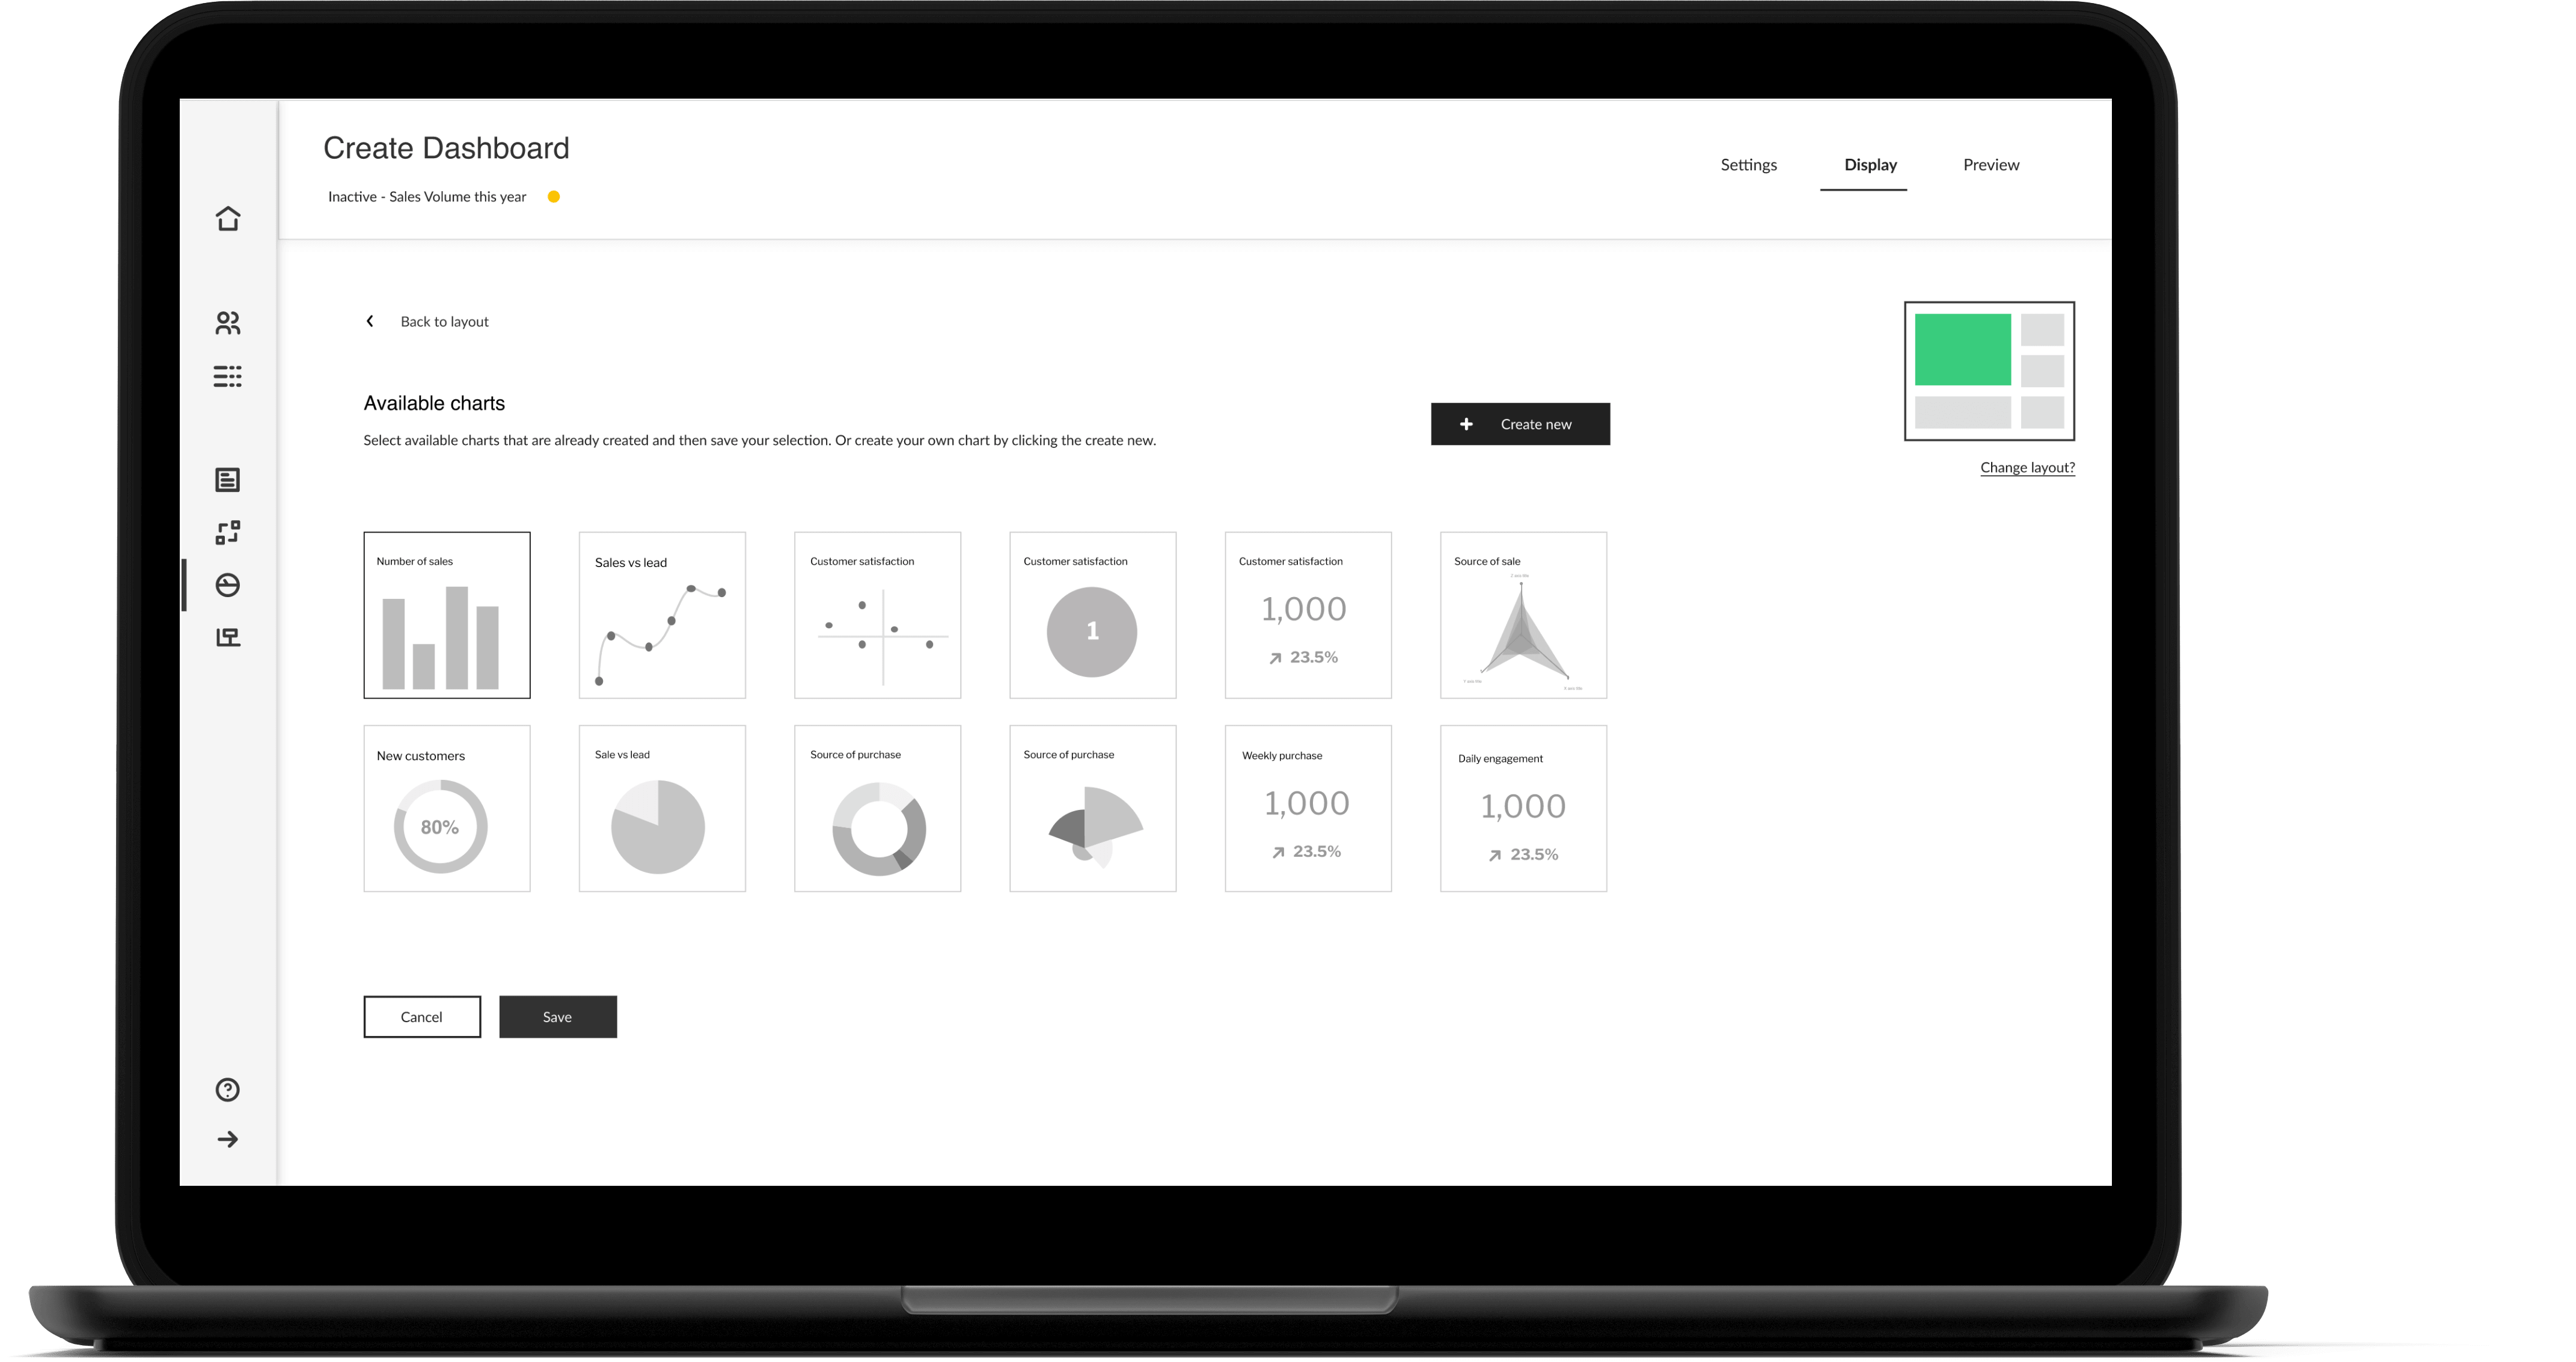 Create Dashboard
Inactive - Sales Volume this year
Settings
Display
Preview
Back to layout
Available charts
Select available charts that are already created and then save your selection. Or create your own chart by clicking the create new.
Create new
Change layout?
Number of sales
Sales vs lead
Customer satisfaction
Customer satisfaction
1
Customer satisfaction
1,000
23.5%
Source of sale
New customers
80%
Sale vs lead
Source of purchase
Source of purchase
Weekly purchase
1,000
23.5%
Daily engagement
1,000
23.5%
Cancel
Save